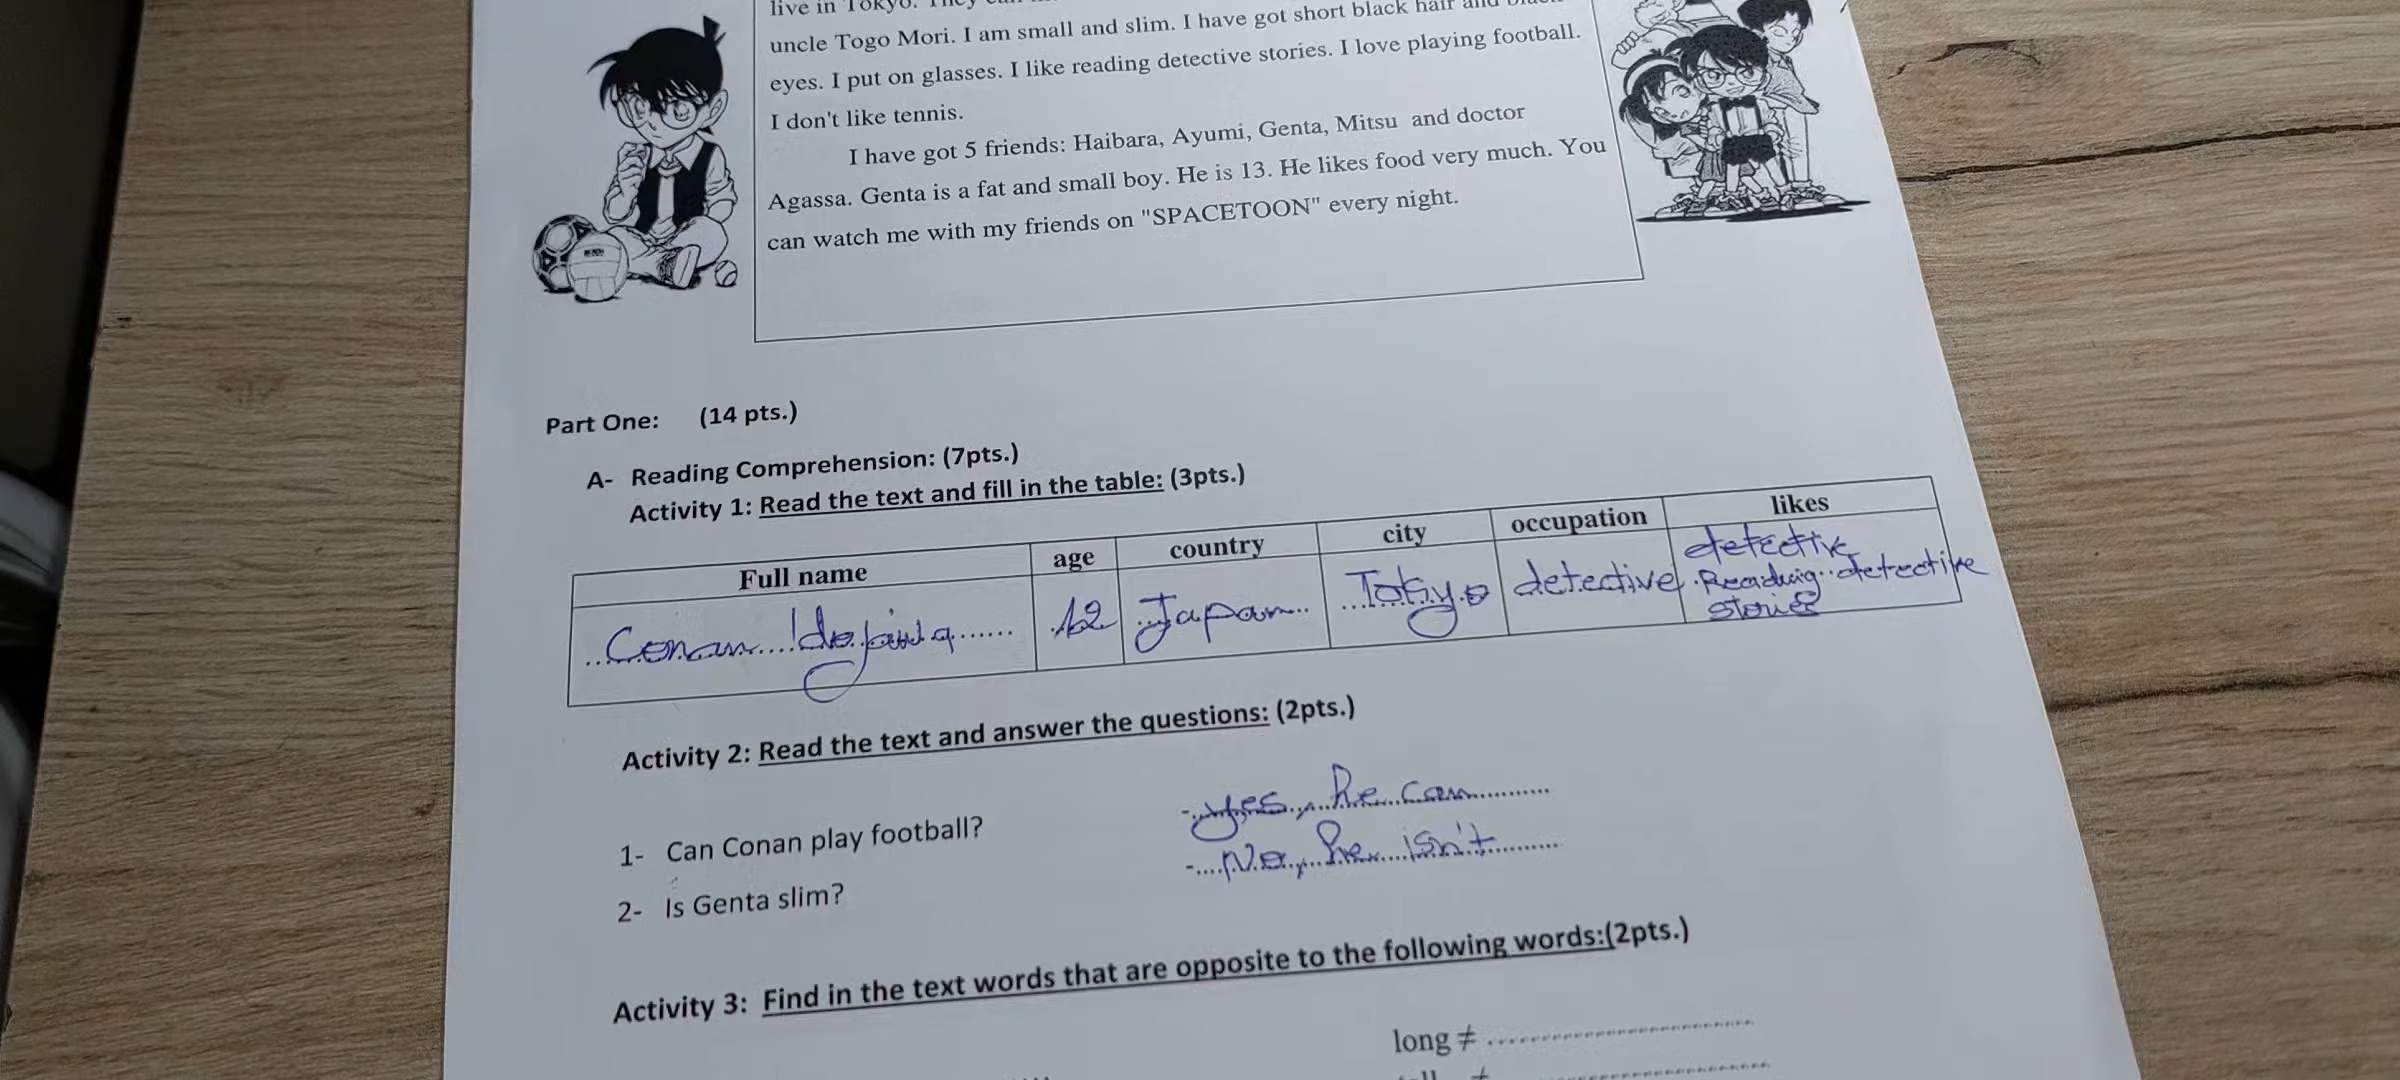 live in Tokyo. They can
uncle Togo Mori. I am small and slim. I have got short black hair and black
eyes. I put on glasses. I like reading detective stories. I love playing football.
I don't like tennis.
I have got 5 friends: Haibara, Ayumi, Genta, Mitsu and doctor
Agassa. Genta is a fat and small boy. He is 13. He likes food very much. You
can watch me with my friends on "SPACETOON" every night.
Part One: (14 pts.)
A- Reading Comprehension: (7pts.)
Activity 1: Read the text and fill in the table: (3pts.)
Full name age country city occupation likes
Conan 12 Japan Tokyo detective detective
Reading detective
stories
Activity 2: Read the text and answer the questions: (2pts.)
1- Can Conan play football? - Yes, he can
2- Is Genta slim? - No, he isn't
Activity 3: Find in the text words that are opposite to the following words:(2pts.)
long ≠